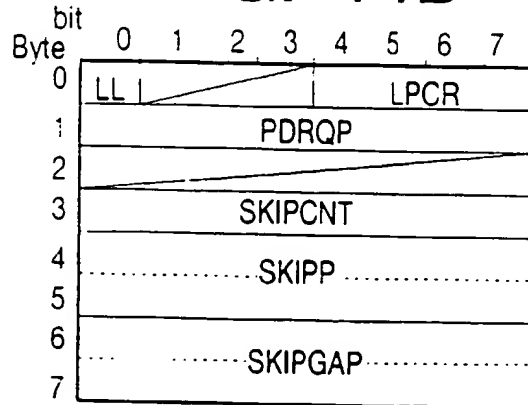 bit
Byte 0 1 2 3 4 5 6 7
0 LL LPCR
1 PDRQP
2
3 SKIPCNT
4 SKIPP
5
6 SKIPGAP
7